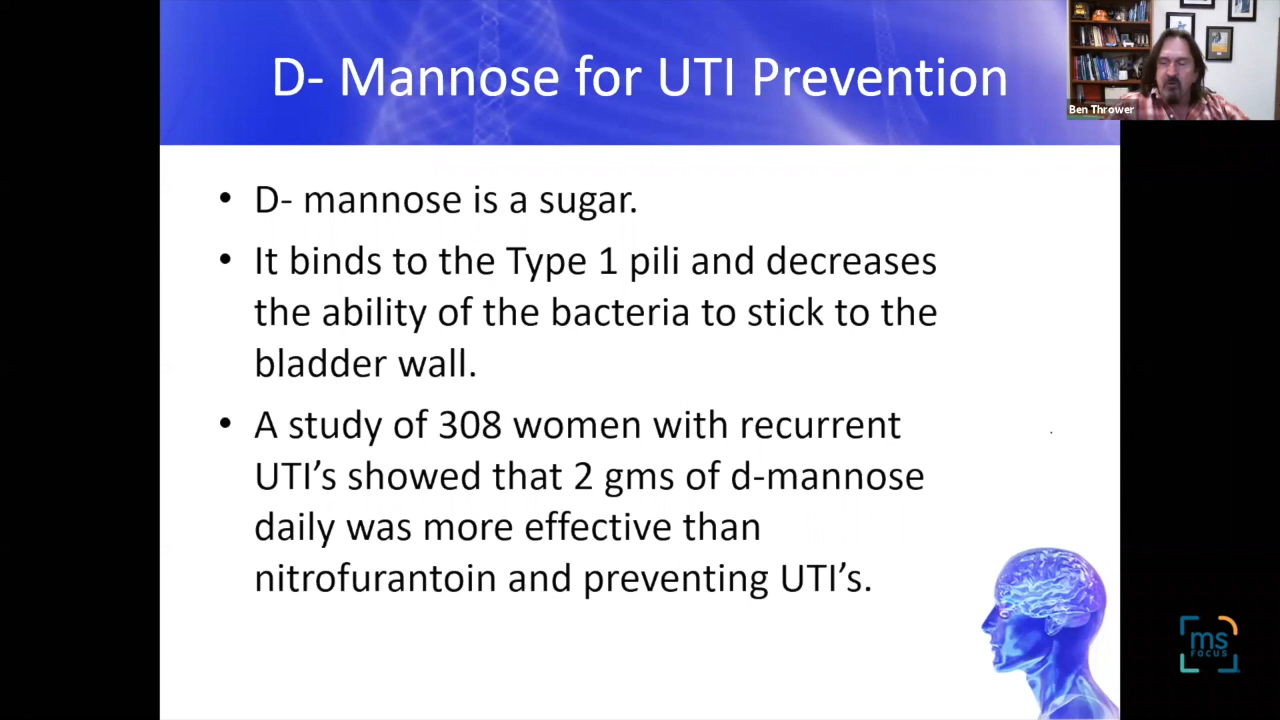 D- Mannose for UTI Prevention
Ben Thrower
• D- mannose is a sugar.
• It binds to the Type 1 pili and decreases
the ability of the bacteria to stick to the
bladder wall.
• A study of 308 women with recurrent
UTI’s showed that 2 gms of d-mannose
daily was more effective than
nitrofurantoin and preventing UTI’s.
ms
FOCUS